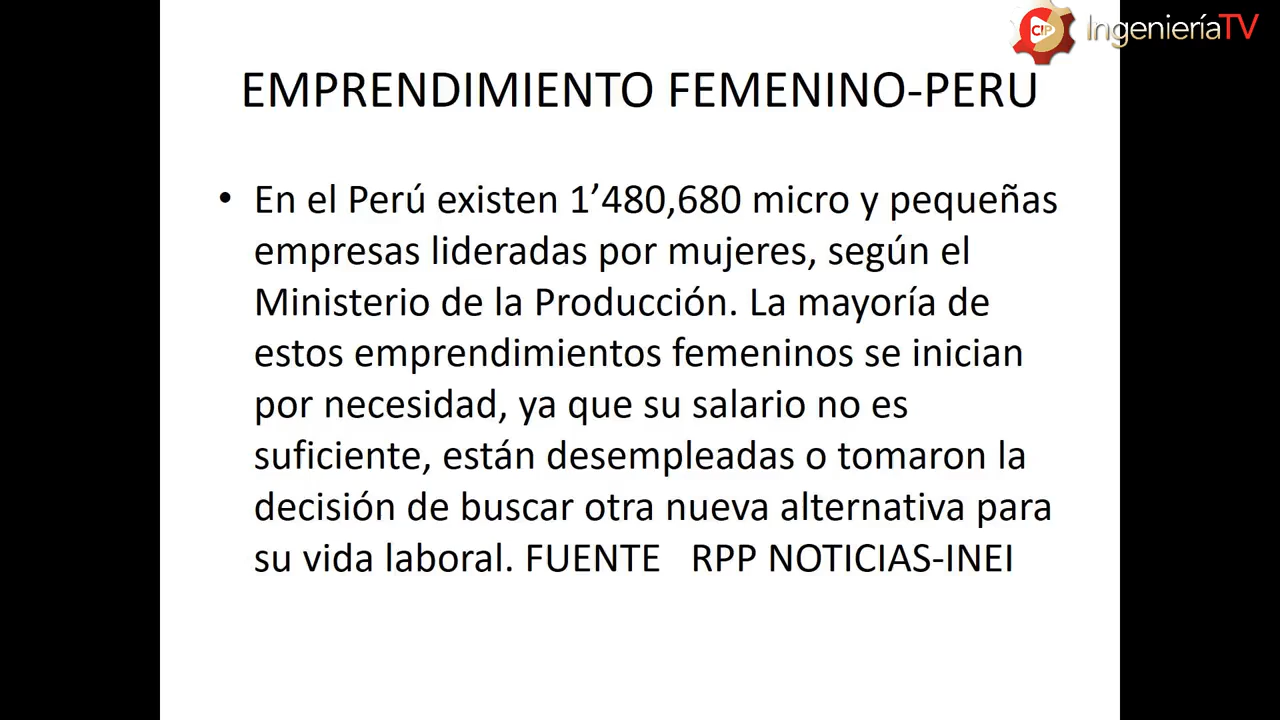 CIP IngenieríaTV
EMPRENDIMIENTO FEMENINO-PERU
• En el Perú existen 1’480,680 micro y pequeñas
empresas lideradas por mujeres, según el
Ministerio de la Producción. La mayoría de
estos emprendimientos femeninos se inician
por necesidad, ya que su salario no es
suficiente, están desempleadas o tomaron la
decisión de buscar otra nueva alternativa para
su vida laboral. FUENTE   RPP NOTICIAS-INEI